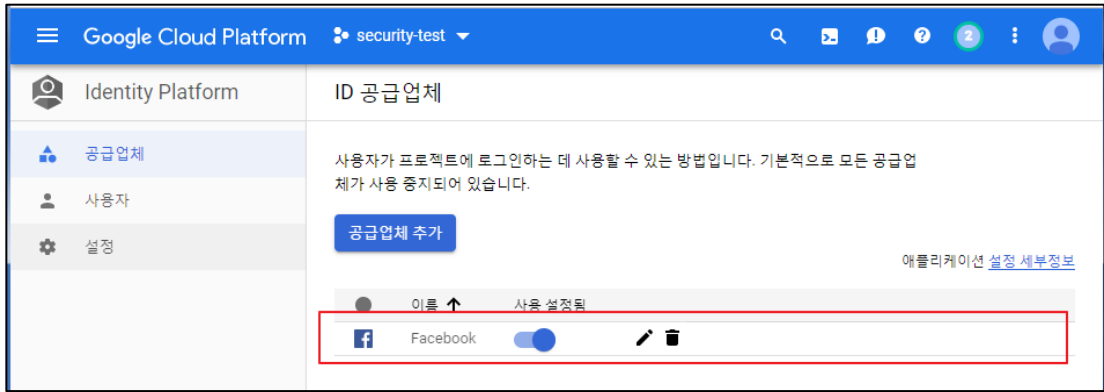 Google Cloud Platform security-test
2
Identity Platform
ID 공급업체
공급업체
사용자
설정
사용자가 프로젝트에 로그인하는 데 사용할 수 있는 방법입니다. 기본적으로 모든 공급업
체가 사용 중지되어 있습니다.
공급업체 추가
애플리케이션 설정 세부정보
이름 사용 설정됨
Facebook